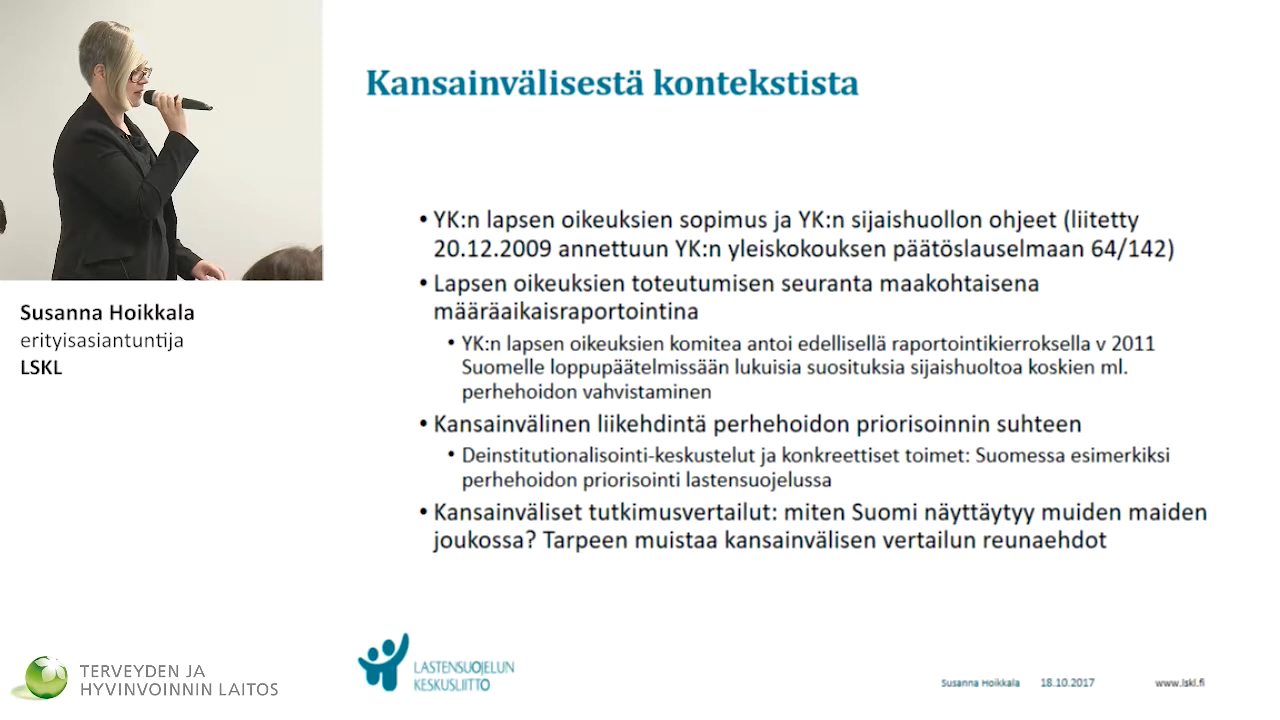 Kansainvälisestä kontekstista
• YK:n lapsen oikeuksien sopimus ja YK:n sijaishuollon ohjeet (liitetty
20.12.2009 annettuun YK:n yleiskokouksen päätöslauselmaan 64/142)
• Lapsen oikeuksien toteutumisen seuranta maakohtaisena
määräaikaisraportointina
• YK:n lapsen oikeuksien komitea antoi edellisellä raportointikierroksella v 2011
Suomelle loppupäätelmissään lukuisia suosituksia sijaishuoltoa koskien ml.
perhehoidon vahvistaminen
• Kansainvälinen liikehdintä perhehoidon priorisoinnin suhteen
• Deinstitutionalisointi-keskustelut ja konkreettiset toimet: Suomessa esimerkiksi
perhehoidon priorisointi lastensuojelussa
• Kansainväliset tutkimusvertailut: miten Suomi näyttäytyy muiden maiden
joukossa? Tarpeen muistaa kansainvälisen vertailun reunaehdot
Susanna Hoikkala
erityisasiantuntija
LSKL
TERVEYDEN JA
HYVINVOINNIN LAITOS
LASTENSUOJELUN
KESKUSLIITTO
Susanna Hoikkala 18.10.2017 www.lskl.fi